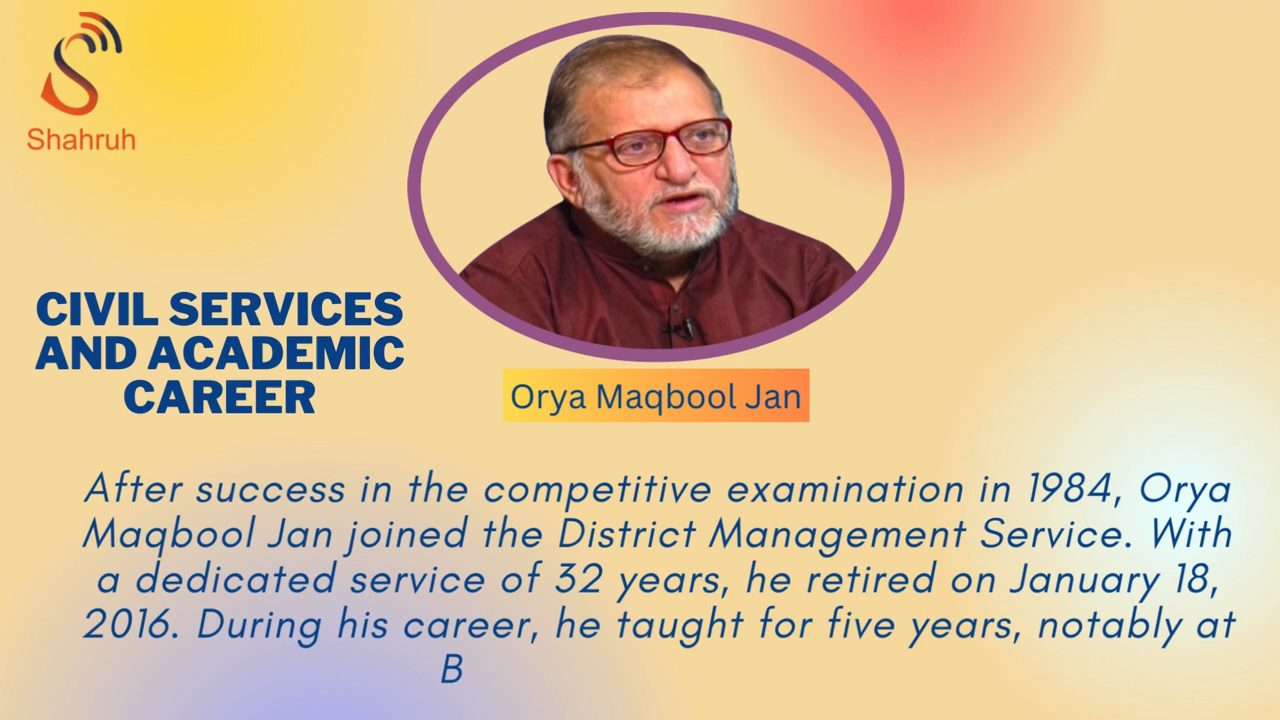 Shahruh
CIVIL SERVICES
AND ACADEMIC
CAREER
Orya Maqbool Jan
After success in the competitive examination in 1984, Orya
Maqbool Jan joined the District Management Service. With
a dedicated service of 32 years, he retired on January 18,
2016. During his career, he taught for five years, notably at
B